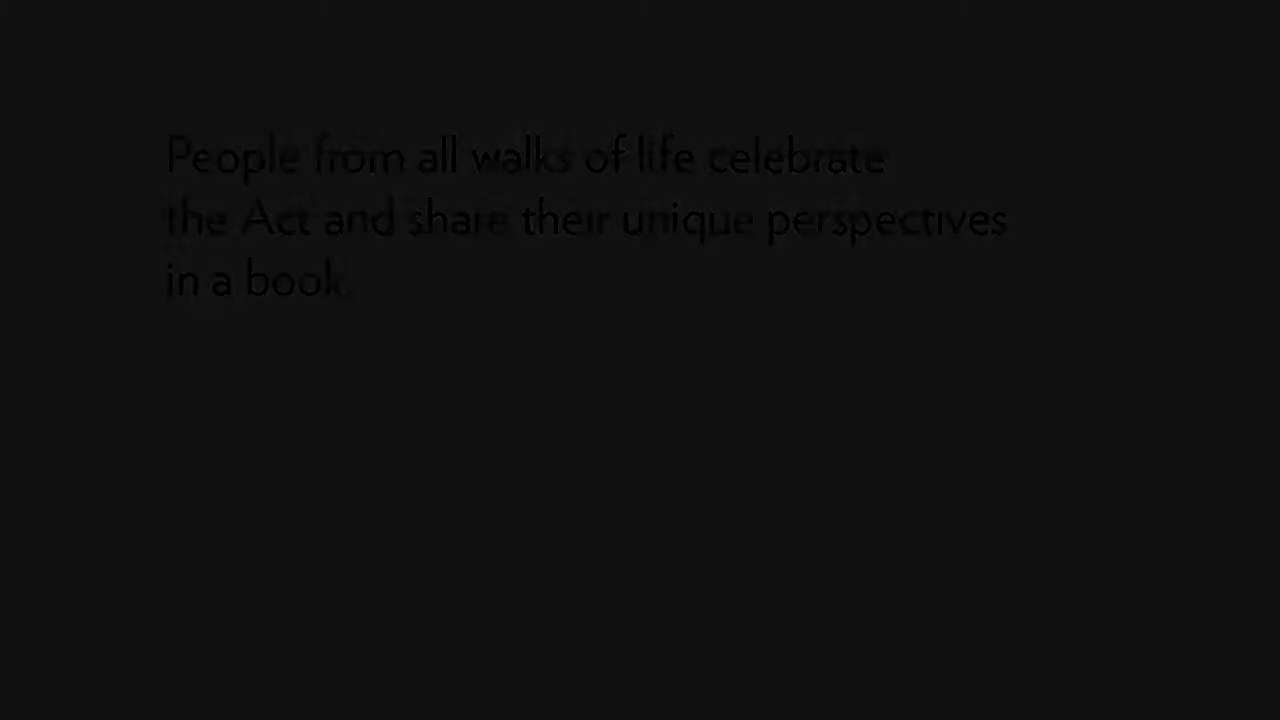 People from all walks of life celebrate
the Act and share their unique perspectives
in a book.